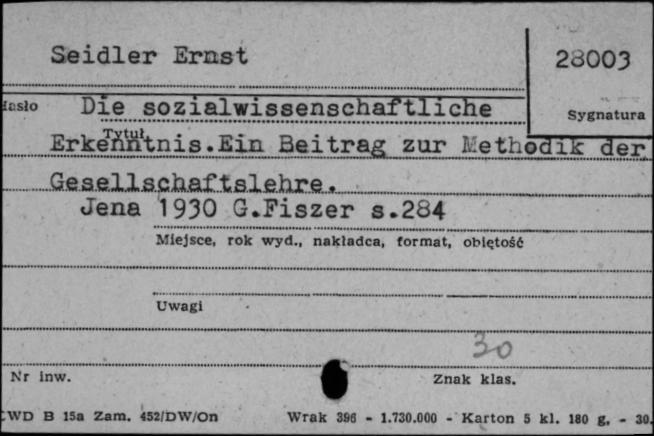 Seidler Ernst
28003
Hasło
Die sozialwissenschaftliche
Sygnatura
Tytuł
Erkenntnis.Ein Beitrag zur Methodik der
Gesellschaftslehre.
Jena 1930 G.Fiszer s.284
Miejsce, rok wyd., nakładca, format, objętość
Uwagi
30
Nr inw.
Znak klas.
CWD B 15a Zam. 452/DW/On Wrak 396 - 1.730.000 - Karton 5 kl. 180 g. - 30.